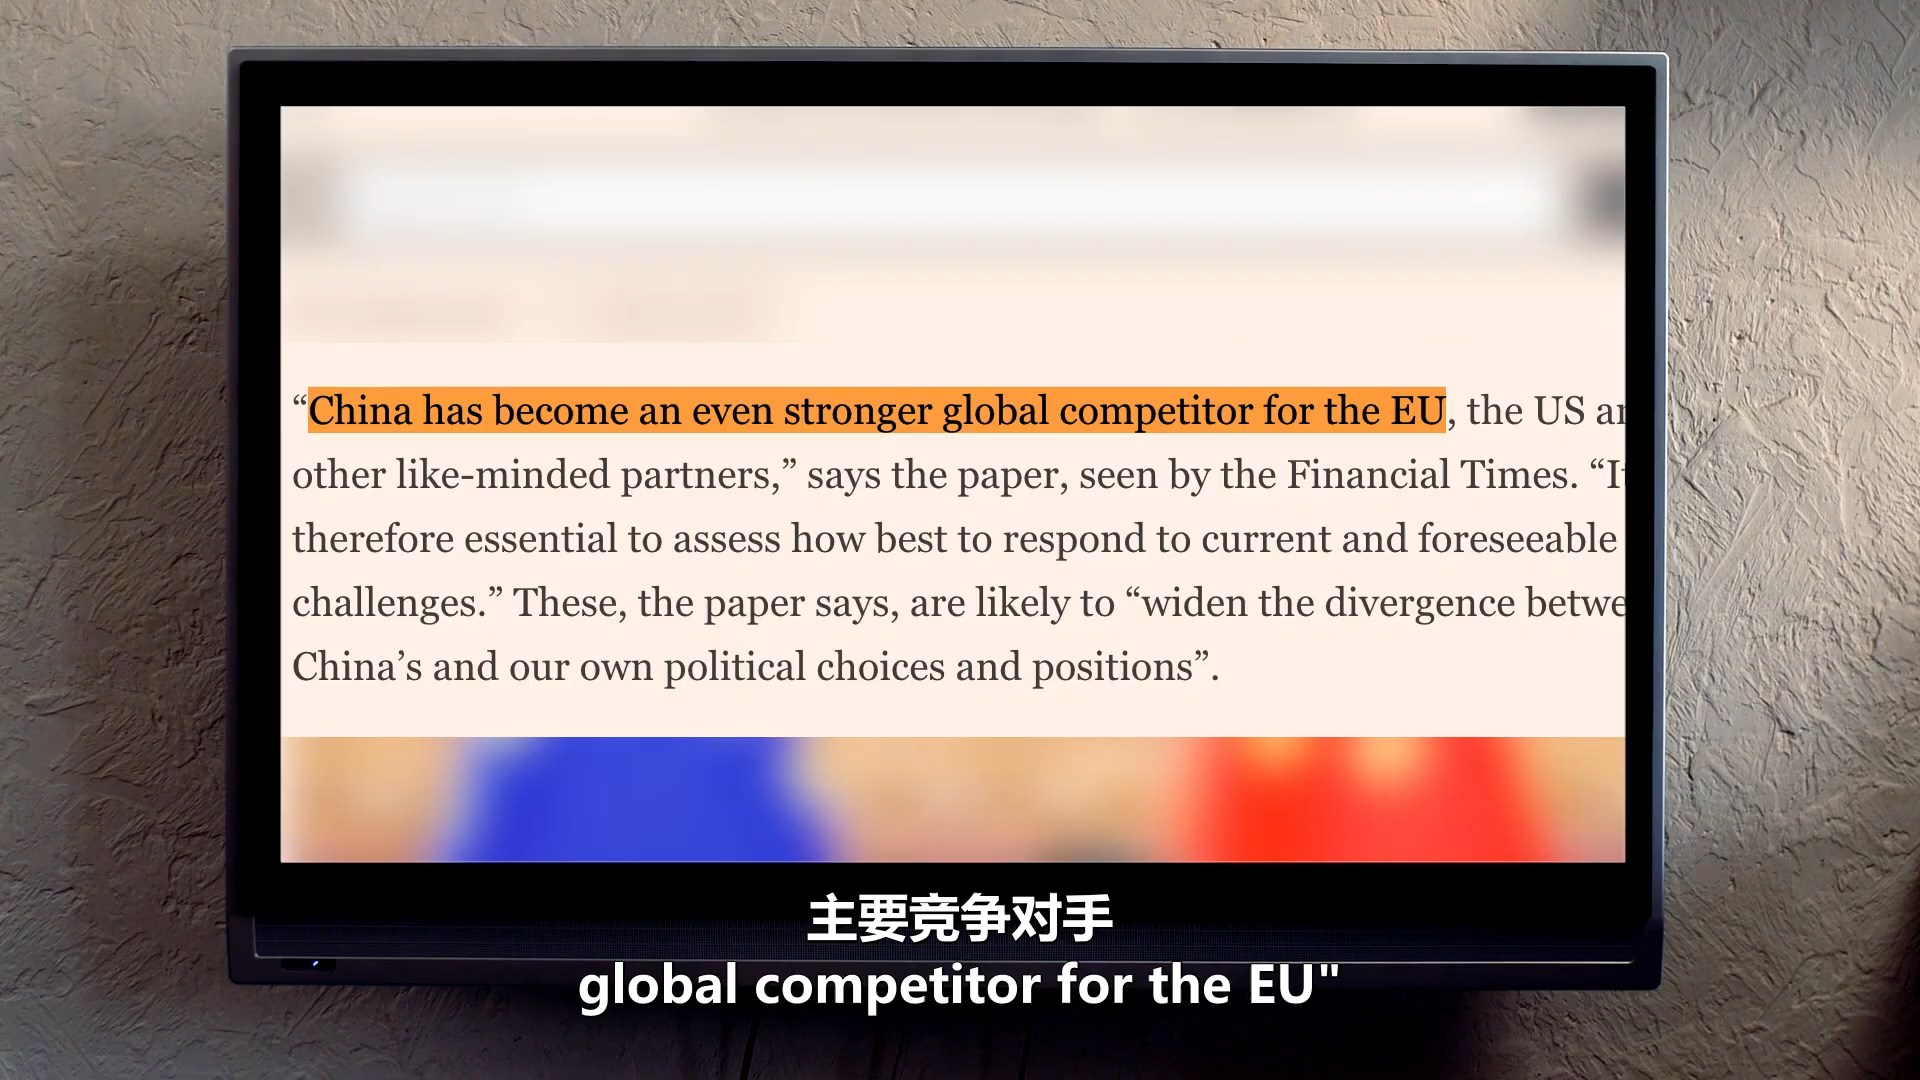 “China has become an even stronger global competitor for the EU, the US
other like-minded partners,” says the paper, seen by the Financial Times.
therefore essential to assess how best to respond to current and foreseeable
challenges.” These, the paper says, are likely to “widen the divergence
China’s and our own political choices and positions”.
主要竞争对手
global competitor for the EU"